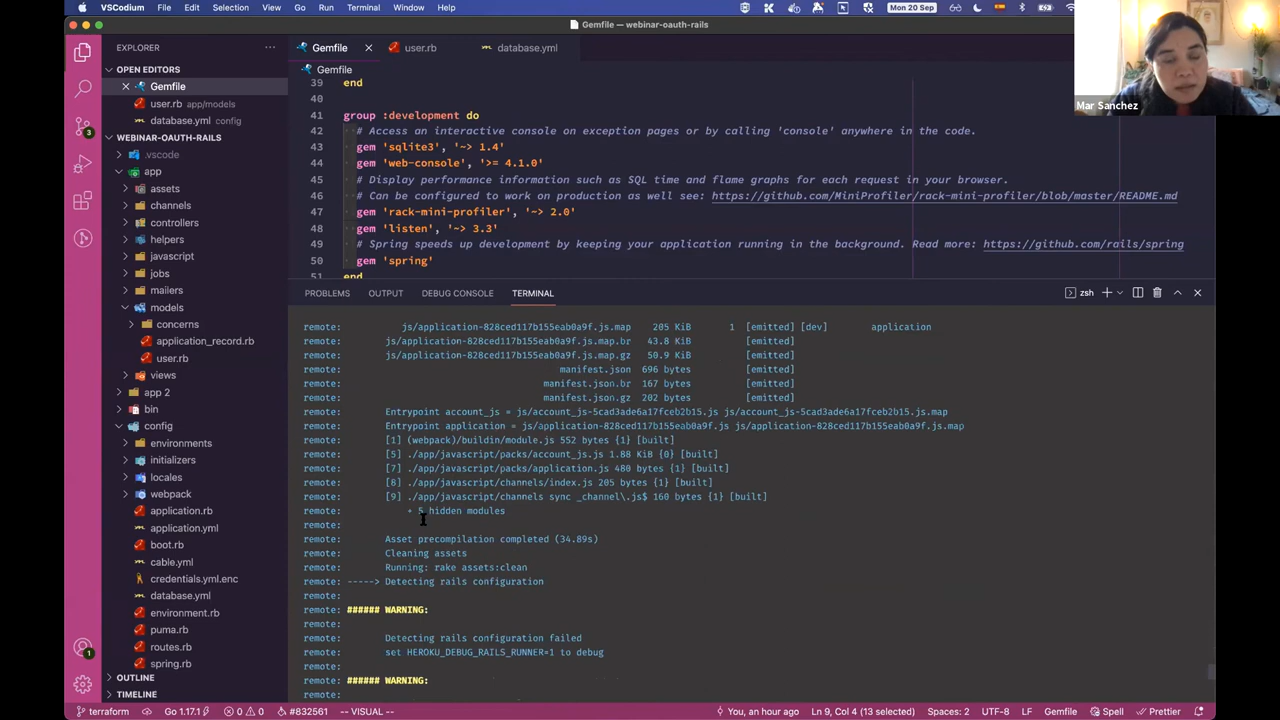 VSCodium File Edit Selection View Go Run Terminal Window Help Mon 20 Sep
Gemfile — webinar-oauth-rails
EXPLORER
OPEN EDITORS
Gemfile
user.rb app/models
database.yml config
WEBINAR-OAUTH-RAILS
.vscode
app
assets
channels
controllers
helpers
javascript
jobs
mailers
models
concerns
application_record.rb
user.rb
views
app 2
bin
config
environments
initializers
locales
webpack
application.rb
application.yml
boot.rb
cable.yml
credentials.yml.enc
database.yml
environment.rb
puma.rb
routes.rb
spring.rb
OUTLINE
TIMELINE
3
1
Gemfile user.rb database.yml
Gemfile
39 end
40
41 group :development do
42 # Access an interactive console on exception pages or by calling 'console' anywhere in the code.
43 gem 'sqlite3', '~> 1.4'
44 gem 'web-console', '>= 4.1.0'
45 # Display performance information such as SQL time and flame graphs for each request in your browser.
46 # Can be configured to work on production as well see: https://github.com/MiniProfiler/rack-mini-profiler/blob/master/README.md
47 gem 'rack-mini-profiler', '~> 2.0'
48 gem 'listen', '~> 3.3'
49 # Spring speeds up development by keeping your application running in the background. Read more: https://github.com/rails/spring
50 gem 'spring'
51 end
PROBLEMS OUTPUT DEBUG CONSOLE TERMINAL zsh
remote: js/application-828ced117b155eab0a9f.js.map 205 KiB 1 [emitted] [dev] application
remote: js/application-828ced117b155eab0a9f.js.map.br 43.8 KiB [emitted]
remote: js/application-828ced117b155eab0a9f.js.map.gz 50.9 KiB [emitted]
remote: manifest.json 696 bytes [emitted]
remote: manifest.json.br 167 bytes [emitted]
remote: manifest.json.gz 202 bytes [emitted]
remote: Entrypoint account_js = js/account_js-5cad3ade6a17fceb2b15.js js/account_js-5cad3ade6a17fceb2b15.js.map
remote: Entrypoint application = js/application-828ced117b155eab0a9f.js js/application-828ced117b155eab0a9f.js.map
remote: [1] (webpack)/buildin/module.js 552 bytes {1} [built]
remote: [5] ./app/javascript/packs/account_js.js 1.88 KiB {0} [built]
remote: [7] ./app/javascript/packs/application.js 480 bytes {1} [built]
remote: [8] ./app/javascript/channels/index.js 205 bytes {1} [built]
remote: [9] ./app/javascript/channels sync _channel\.js$ 160 bytes {1} [built]
remote: + 5 hidden modules
remote:
remote: Asset precompilation completed (34.89s)
remote: Cleaning assets
remote: Running: rake assets:clean
remote: -----> Detecting rails configuration
remote:
remote: ###### WARNING:
remote:
remote: Detecting rails configuration failed
remote: set HEROKU_DEBUG_RAILS_RUNNER=1 to debug
remote:
remote: ###### WARNING:
remote:
terraform Go 1.17.1 0 0 #832561 -- VISUAL -- You, an hour ago Ln 9, Col 4 (13 selected) Spaces: 2 UTF-8 LF Gemfile Spell Prettier
Mar Sanchez